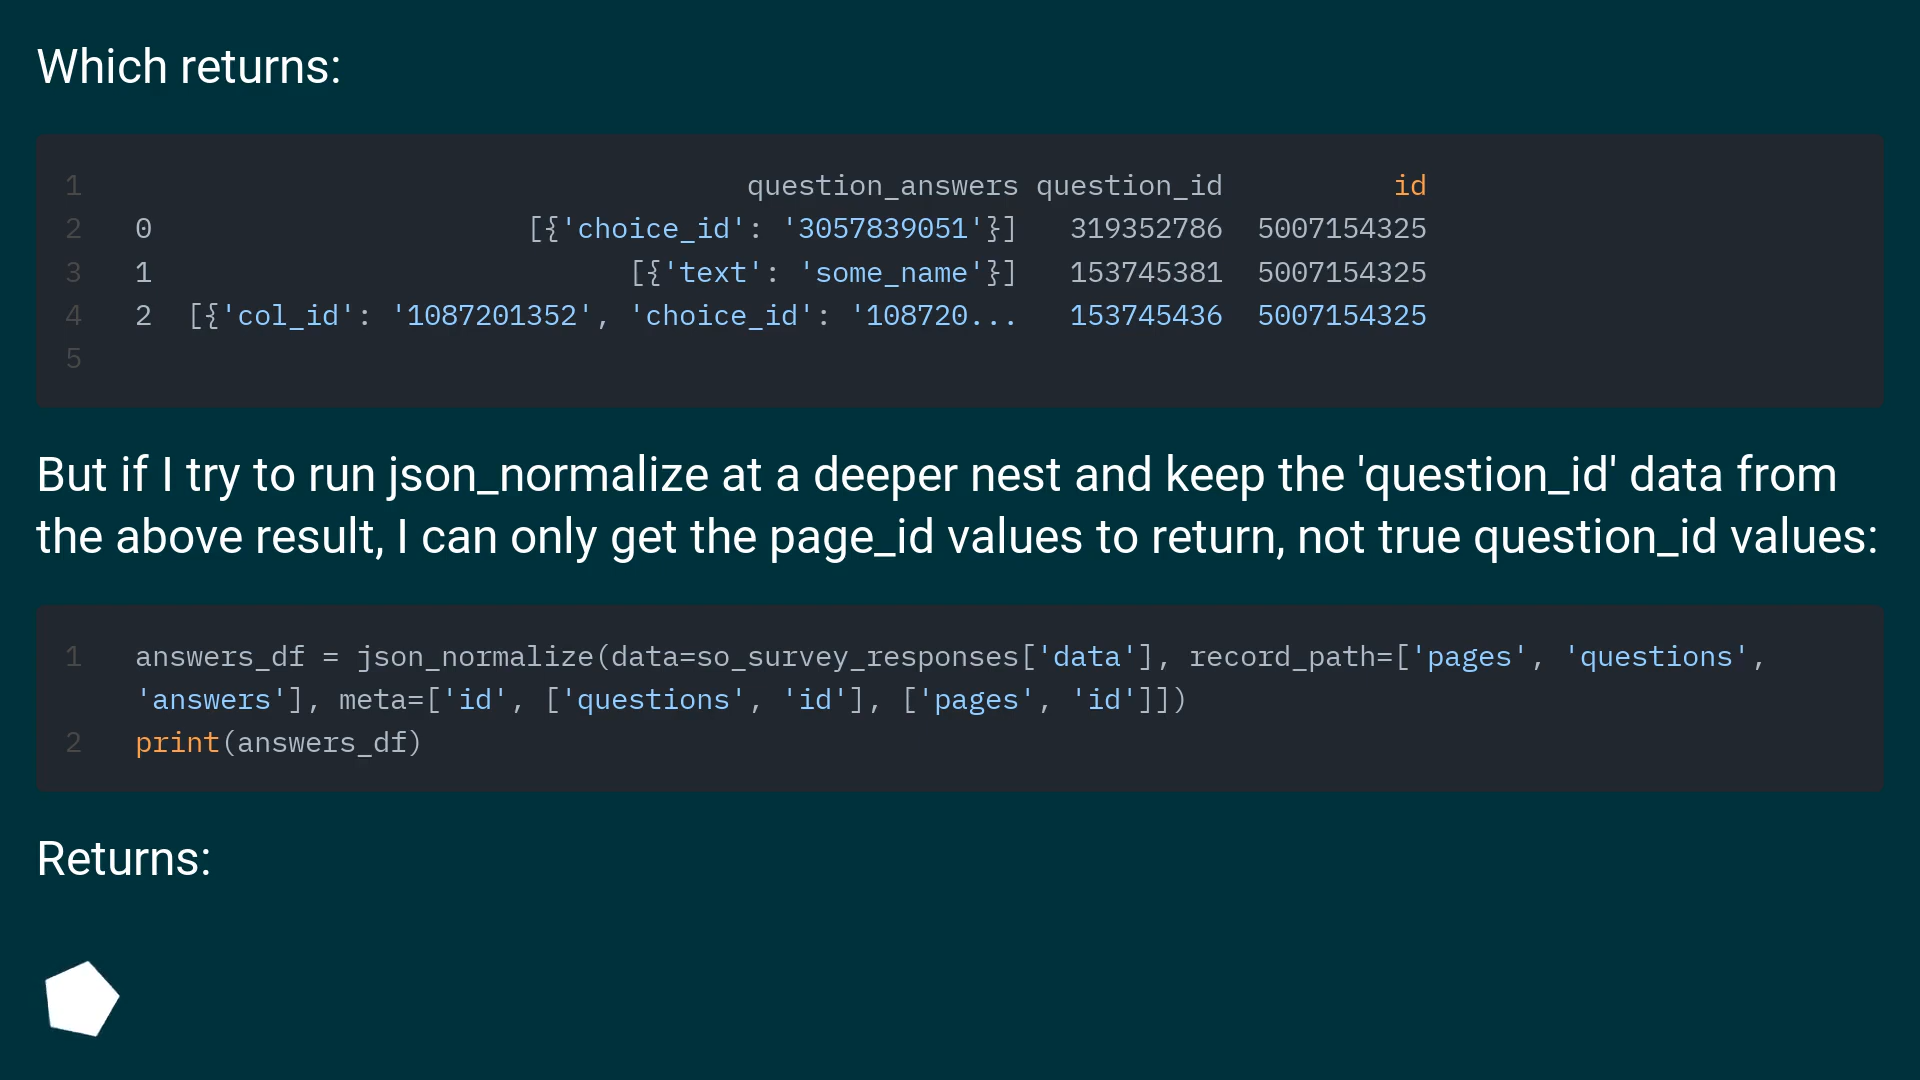 Which returns:
1 question_answers question_id id
2 0 [{'choice_id': '3057839051'}] 319352786 5007154325
3 1 [{'text': 'some_name'}] 153745381 5007154325
4 2 [{'col_id': '1087201352', 'choice_id': '108720... 153745436 5007154325
5
But if I try to run json_normalize at a deeper nest and keep the 'question_id' data from
the above result, I can only get the page_id values to return, not true question_id values:
1 answers_df = json_normalize(data=so_survey_responses['data'], record_path=['pages', 'questions',
'answers'], meta=['id', ['questions', 'id'], ['pages', 'id']])
2 print(answers_df)
Returns: